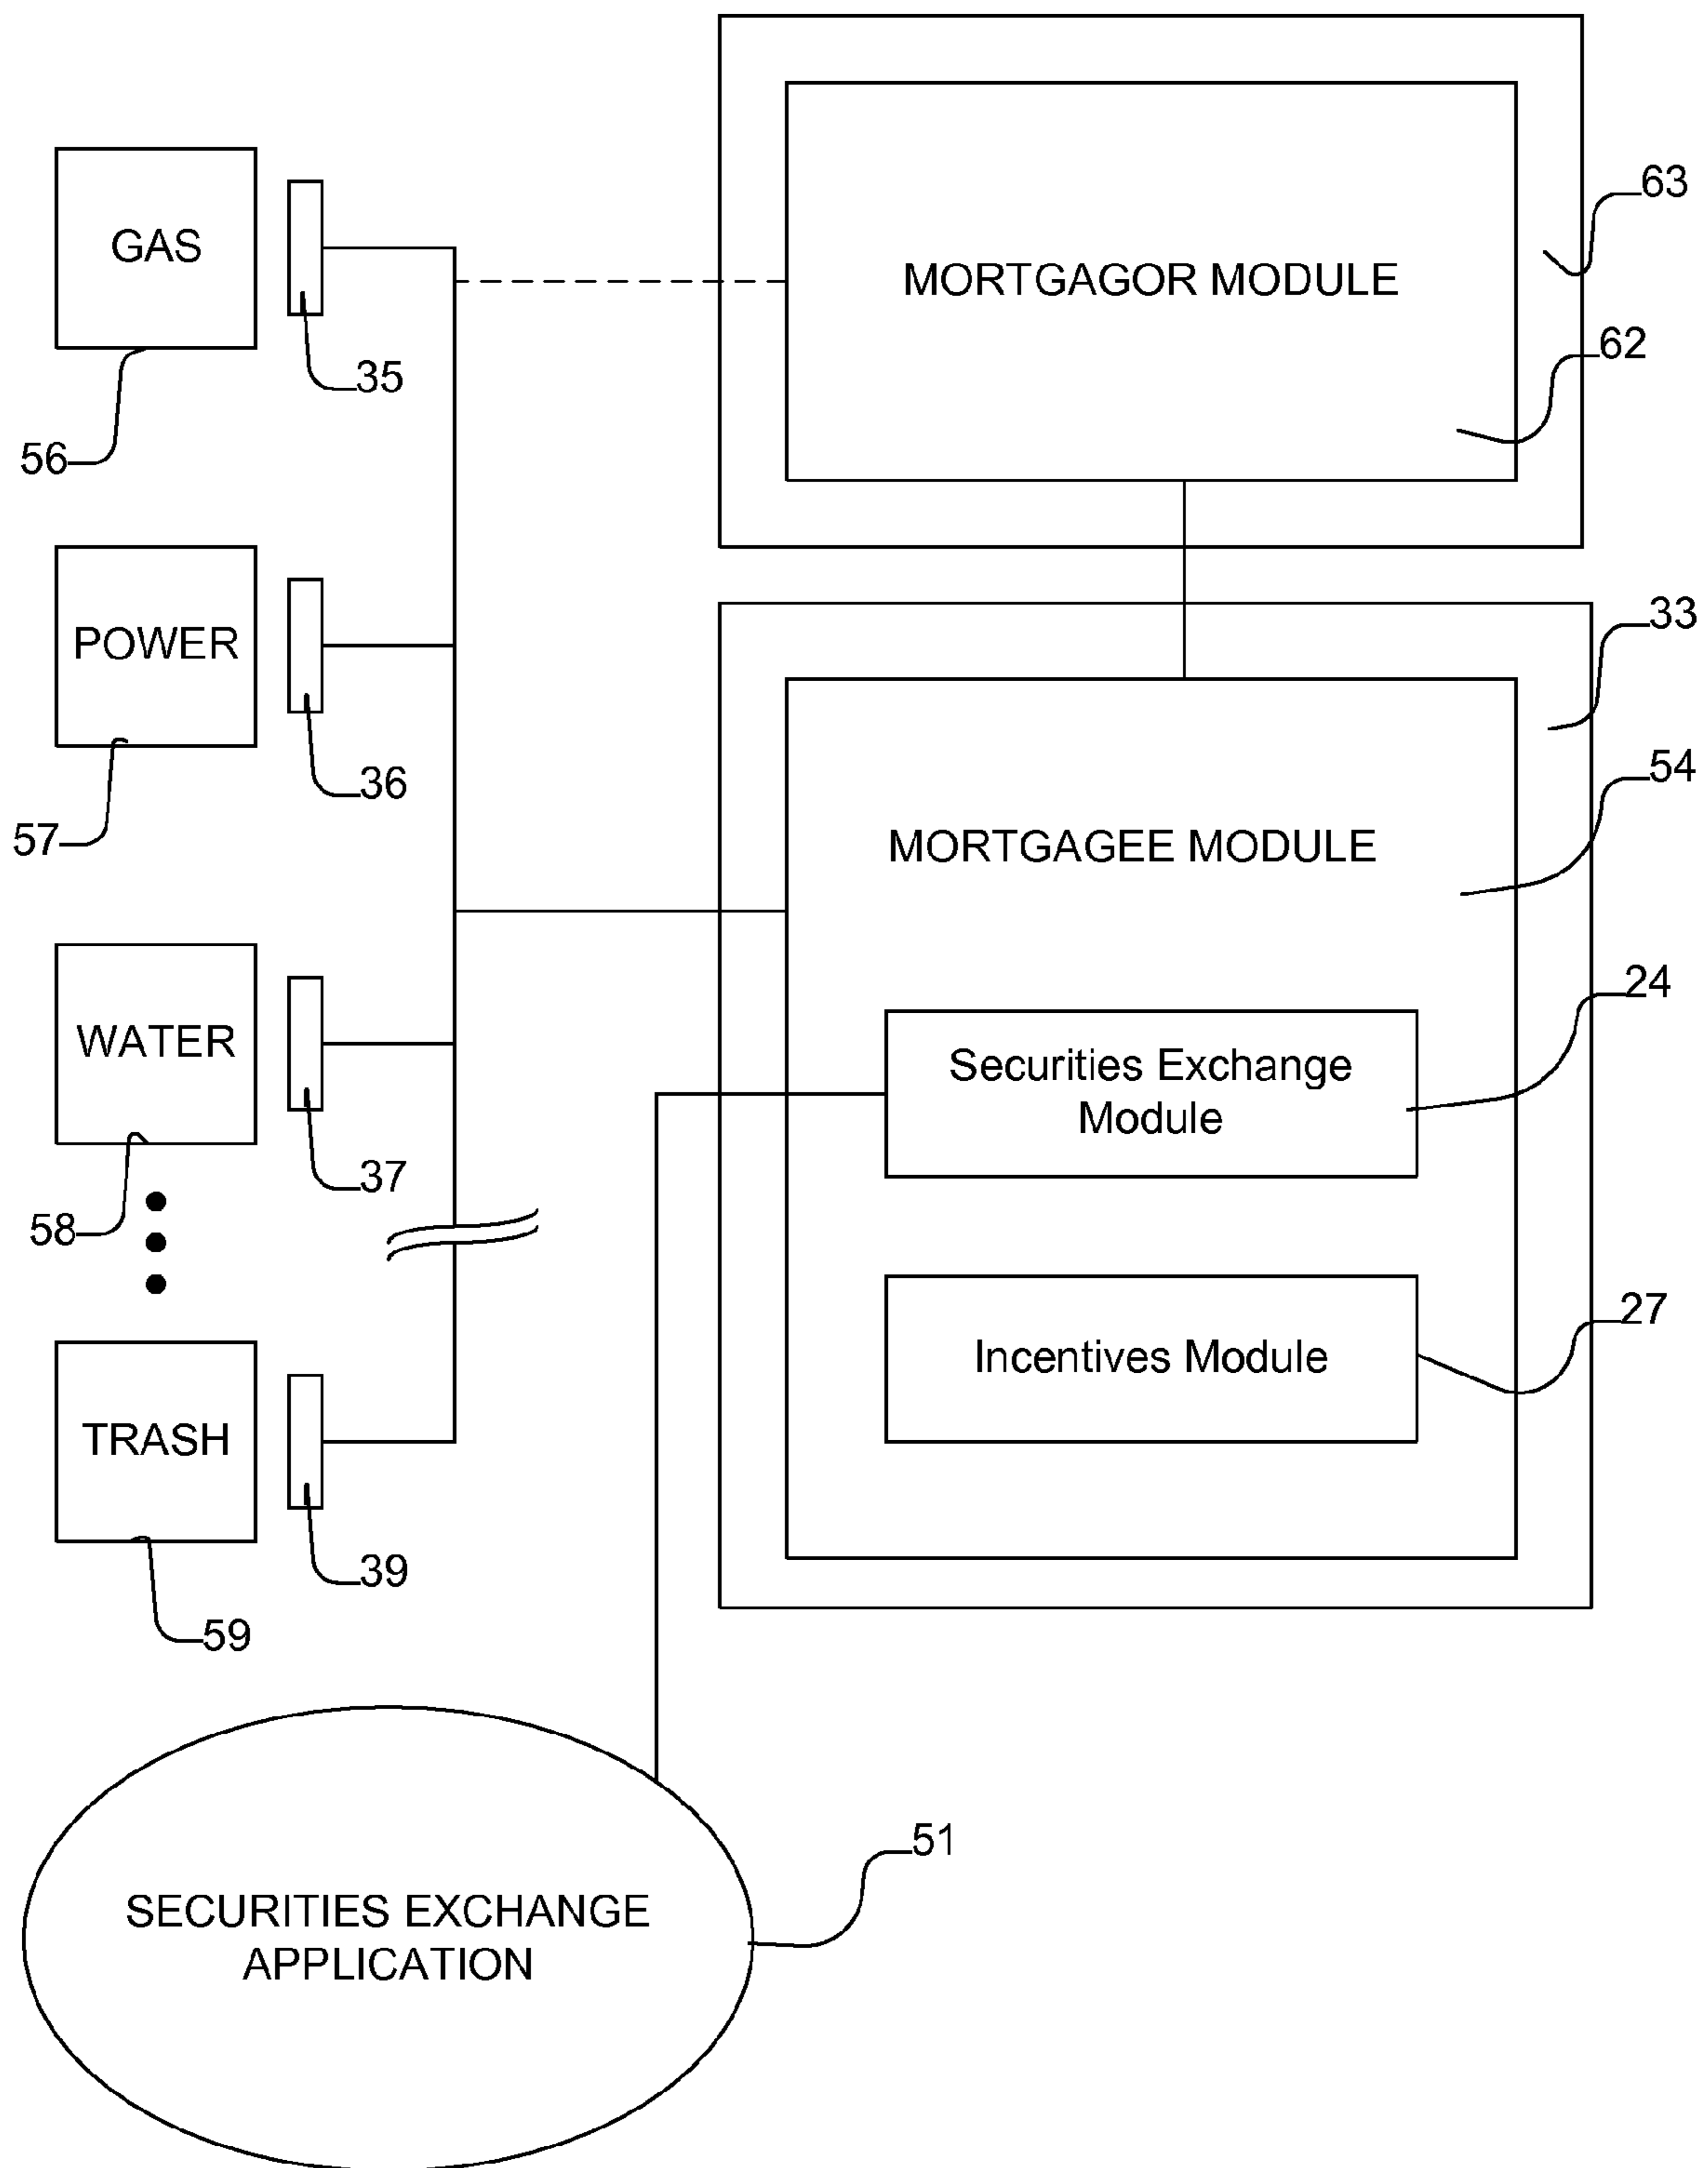 GAS
35
56
MORTGAGOR MODULE
63
62
POWER
36
57
33
54
MORTGAGEE MODULE
WATER
37
58
24
Securities Exchange
Module
27
Incentives Module
TRASH
39
59
51
SECURITIES EXCHANGE
APPLICATION